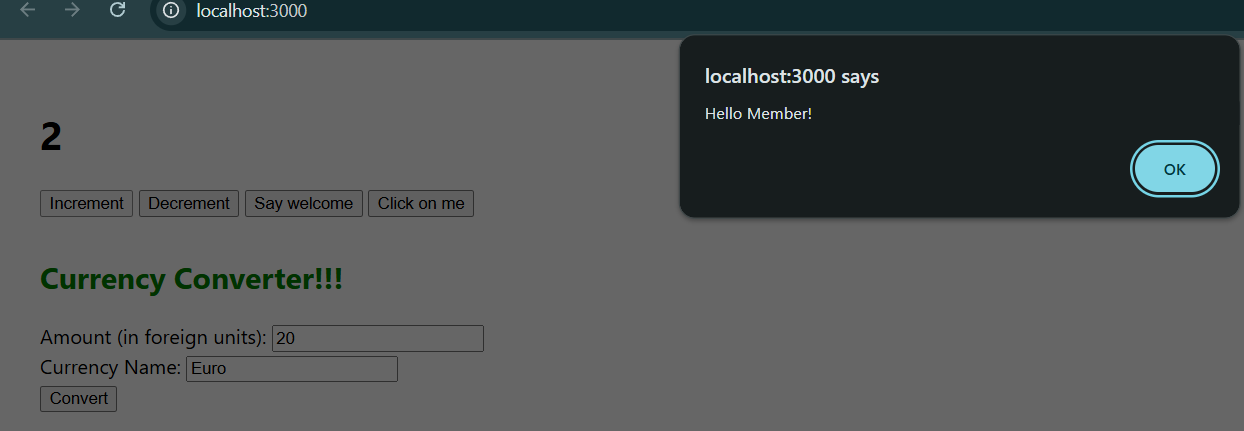 localhost:3000
localhost:3000 says
Hello Member!
OK
2
Increment Decrement Say welcome Click on me
Currency Converter!!!
Amount (in foreign units): 20
Currency Name: Euro
Convert